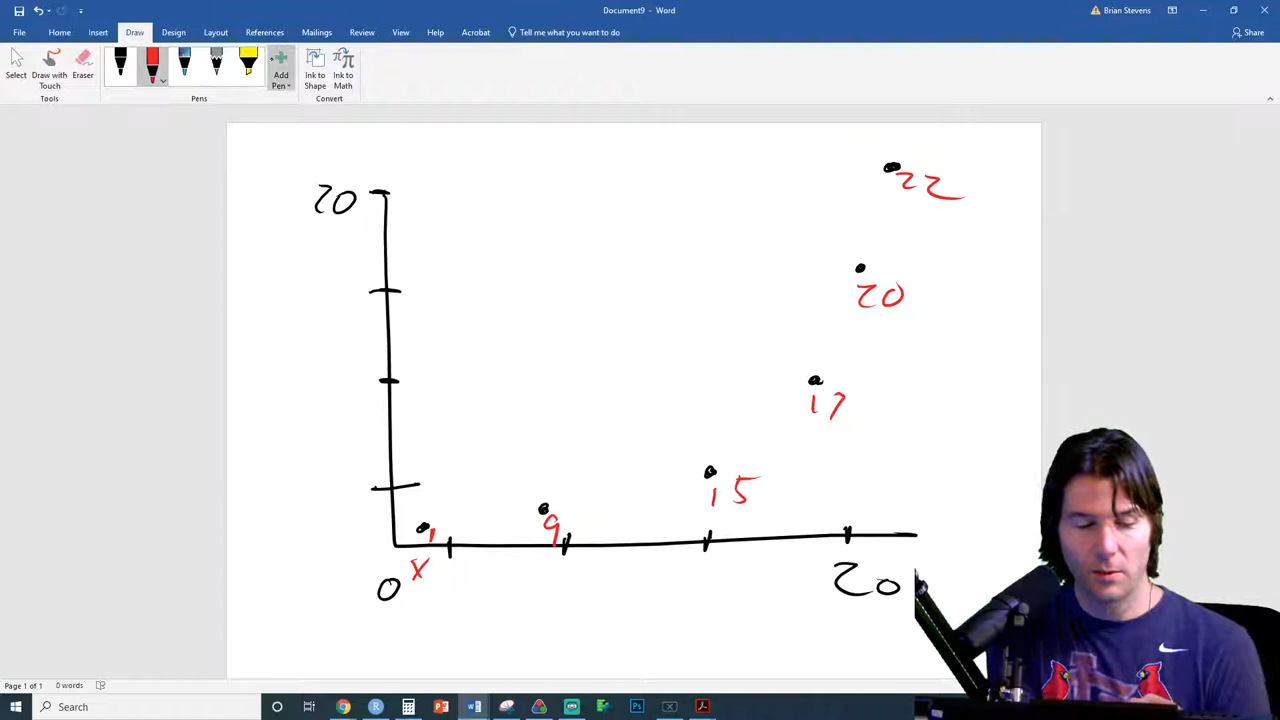 Document9 - Word
Brian Stevens
File Home Insert Draw Design Layout References Mailings Review View Help Acrobat Tell me what you want to do Share
Select Draw with Touch Eraser Add Pen Ink to Shape Ink to Math
Tools Pens Convert
22
20
20
17
15
9
1
x
0
20
Page 1 of 1 0 words
Search